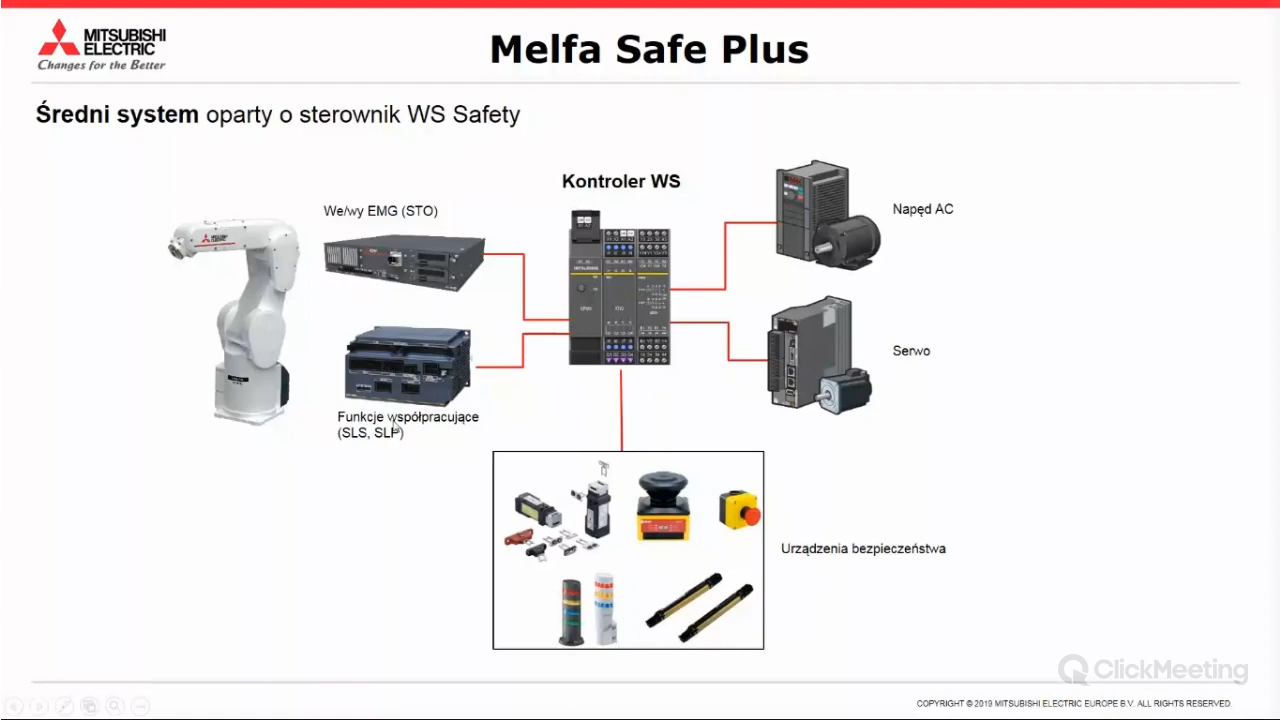 MITSUBISHI
ELECTRIC
Changes for the Better
Melfa Safe Plus
Średni system oparty o sterownik WS Safety
Kontroler WS
We/wy EMG (STO)
Napęd AC
MITSUBISHI
Serwo
Funkcje współpracujące
(SLS, SLP)
Urządzenia bezpieczeństwa
ClickMeeting
COPYRIGHT © 2019 MITSUBISHI ELECTRIC EUROPE B.V. ALL RIGHTS RESERVED.